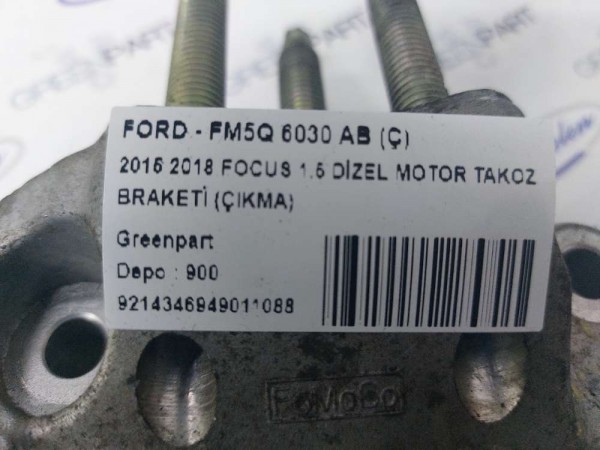 FORD - FM5Q 6030 AB (Ç)
2015 2018 FOCUS 1.5 DİZEL MOTOR TAKOZ
BRAKETİ (ÇIKMA)
Greenpart
Depo : 900
9214346949011088
FoMoCo